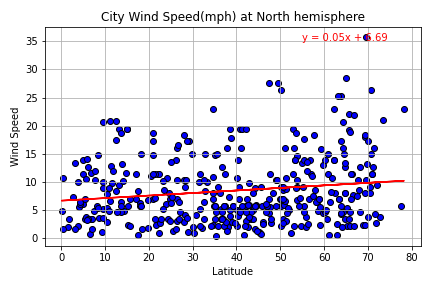 City Wind Speed(mph) at North hemisphere
y = 0.05x + 6.69
35
30
25
20
15
10
5
0
Wind Speed
0 10 20 30 40 50 60 70 80
Latitude